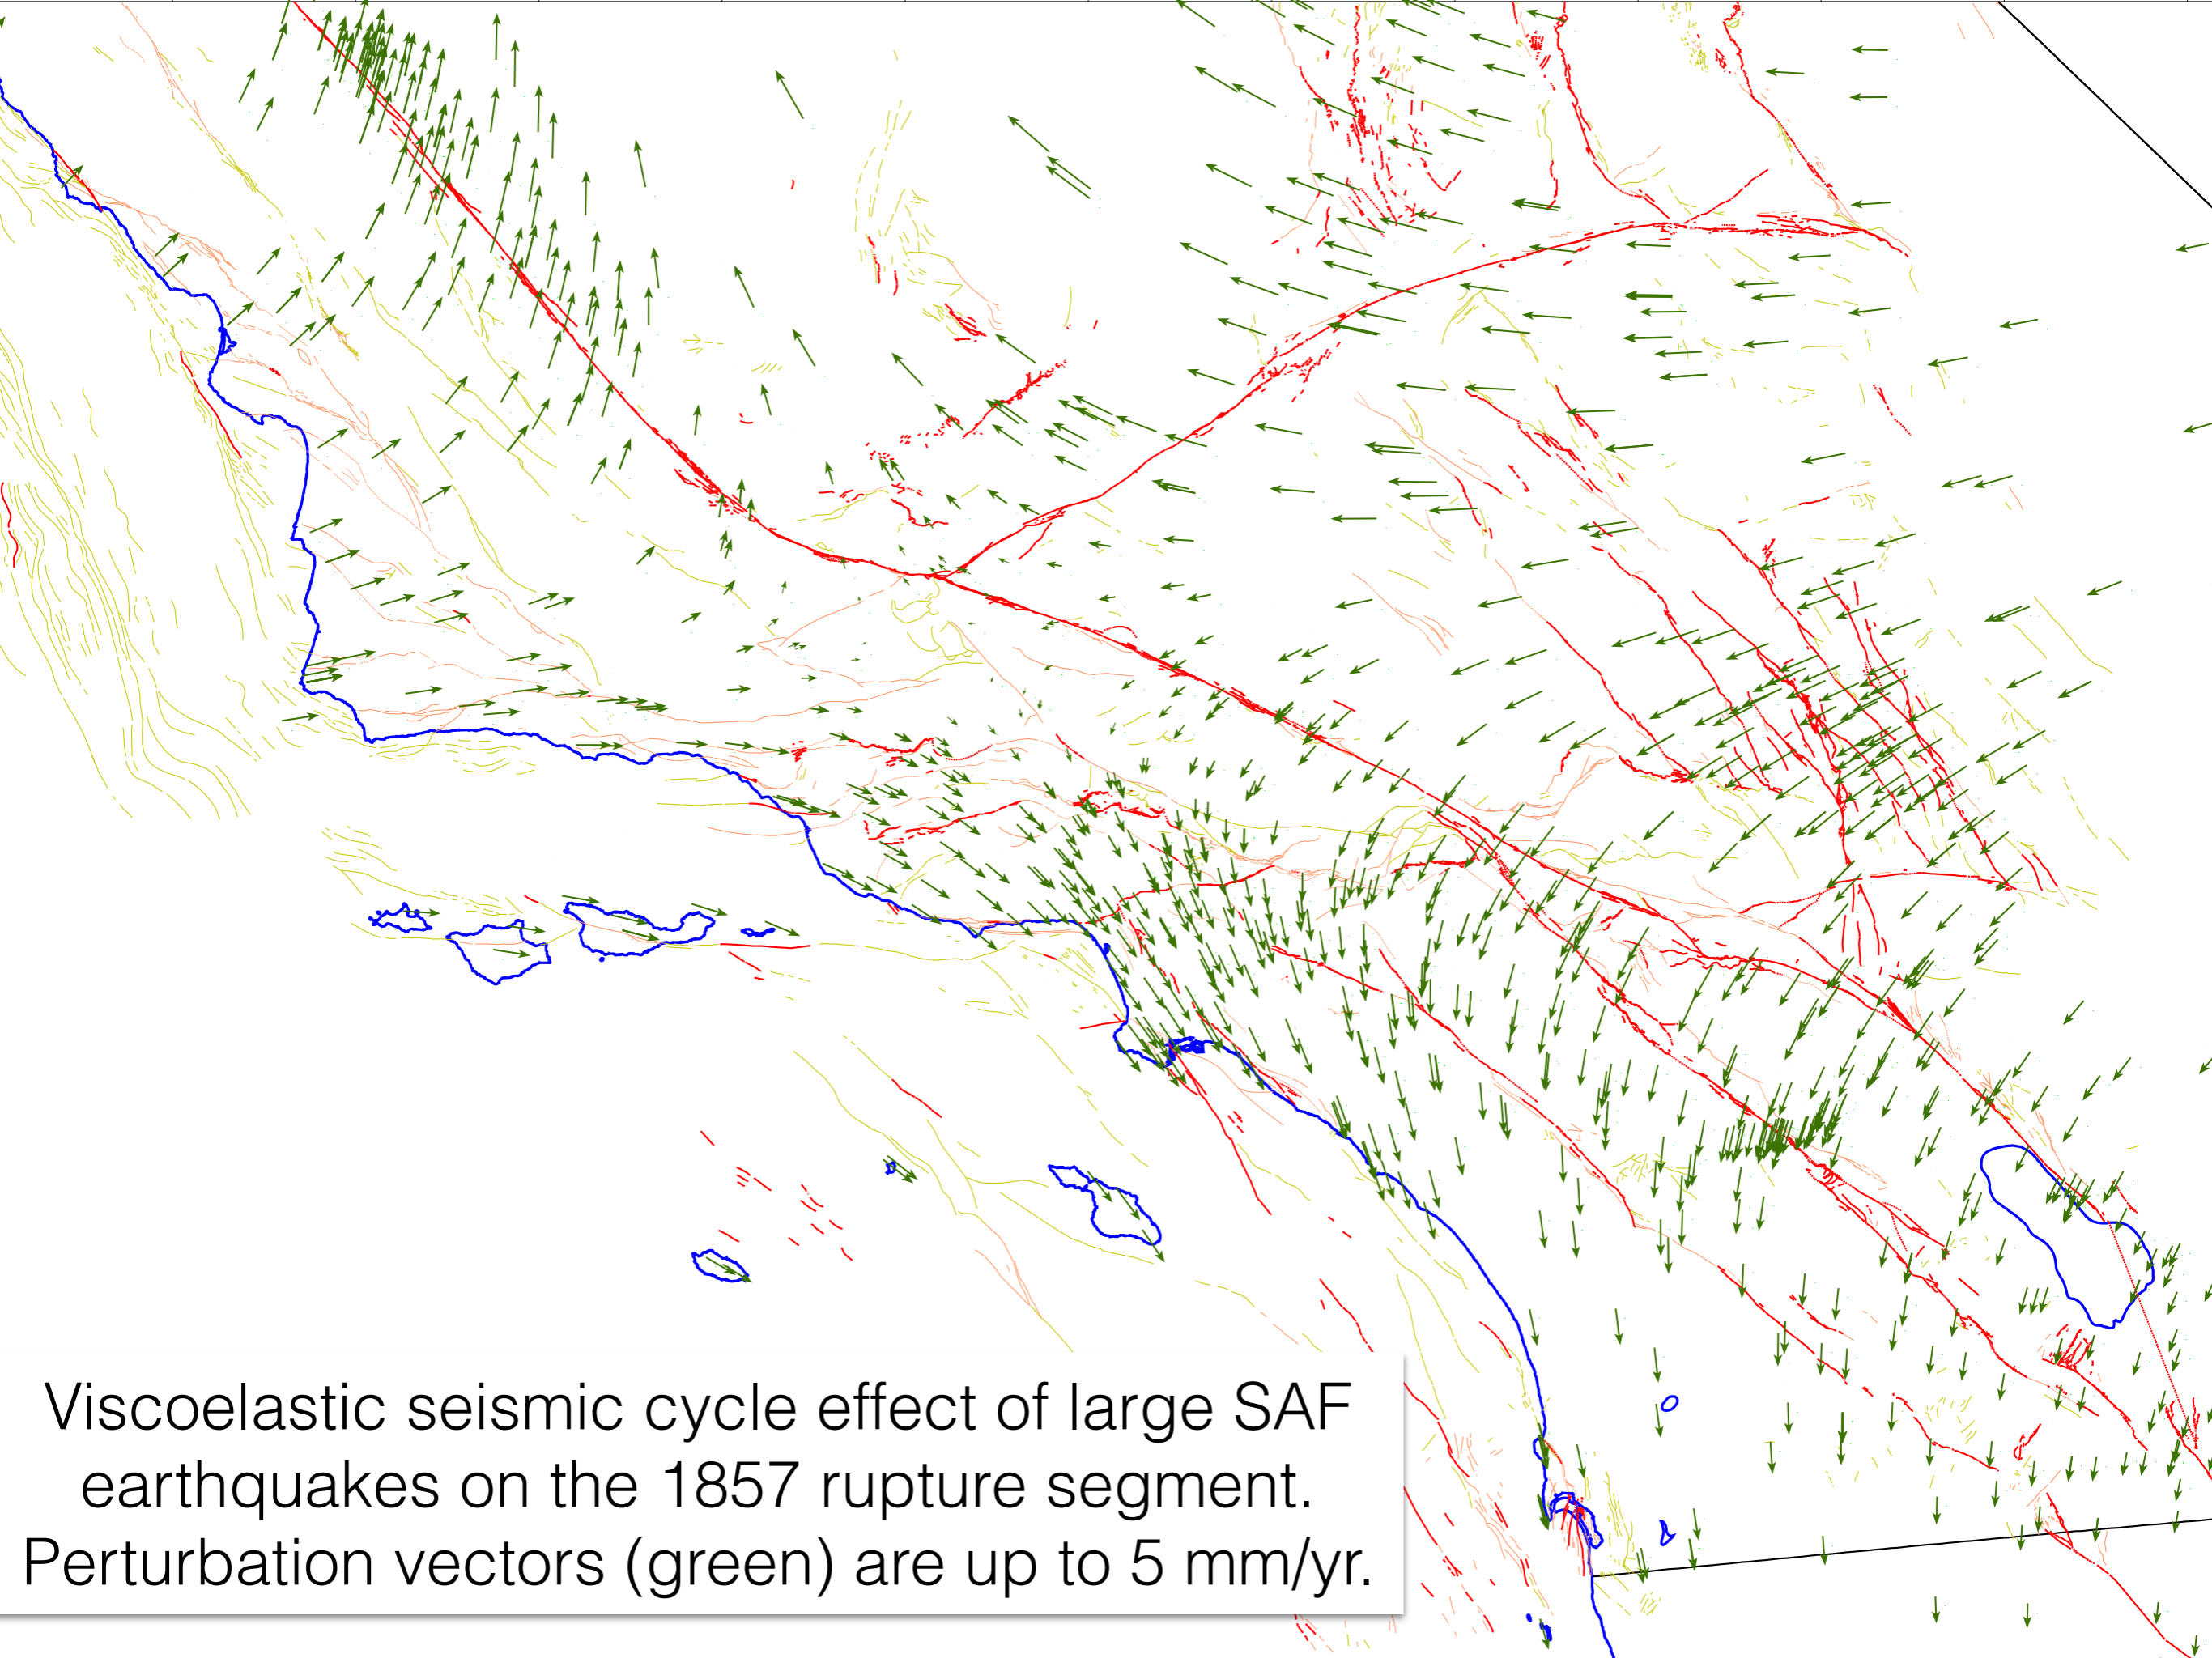 Viscoelastic seismic cycle effect of large SAF
earthquakes on the 1857 rupture segment.
Perturbation vectors (green) are up to 5 mm/yr.